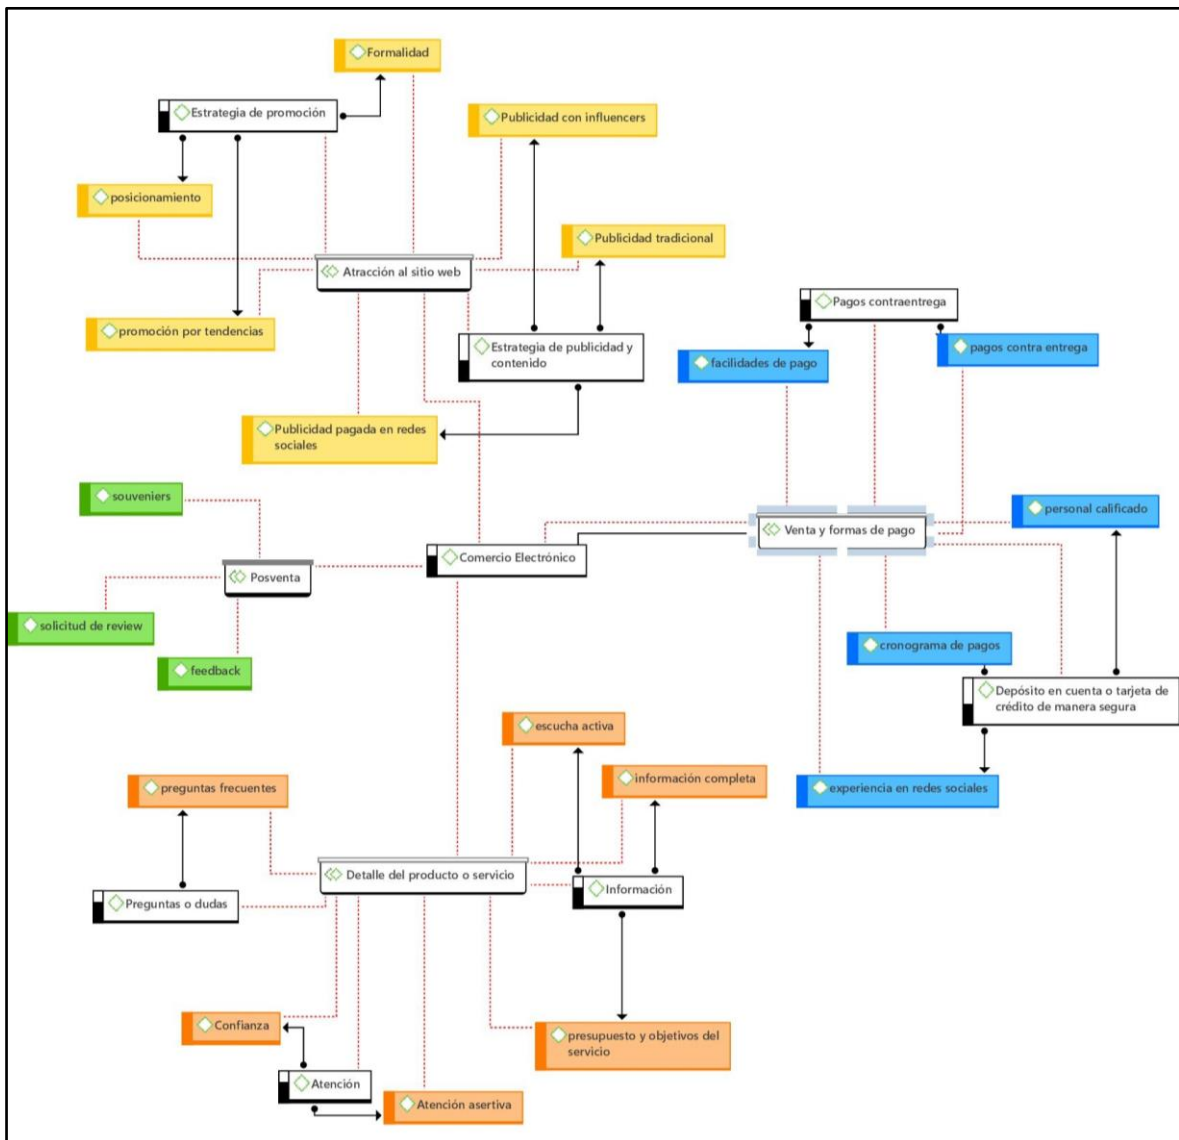 Formalidad
Estrategia de promoción
Publicidad con influencers
posicionamiento
Publicidad tradicional
Atracción al sitio web
Pagos contraentrega
promoción por tendencias
Estrategia de publicidad y
contenido
pagos contra entrega
facilidades de pago
Publicidad pagada en redes
sociales
souveniers
personal calificado
Venta y formas de pago
Comercio Electrónico
Posventa
solicitud de review
cronograma de pagos
feedback
Depósito en cuenta o tarjeta de
crédito de manera segura
escucha activa
información completa
preguntas frecuentes
experiencia en redes sociales
Detalle del producto o servicio
Información
Preguntas o dudas
Confianza
presupuesto y objetivos del
servicio
Atención
Atención asertiva